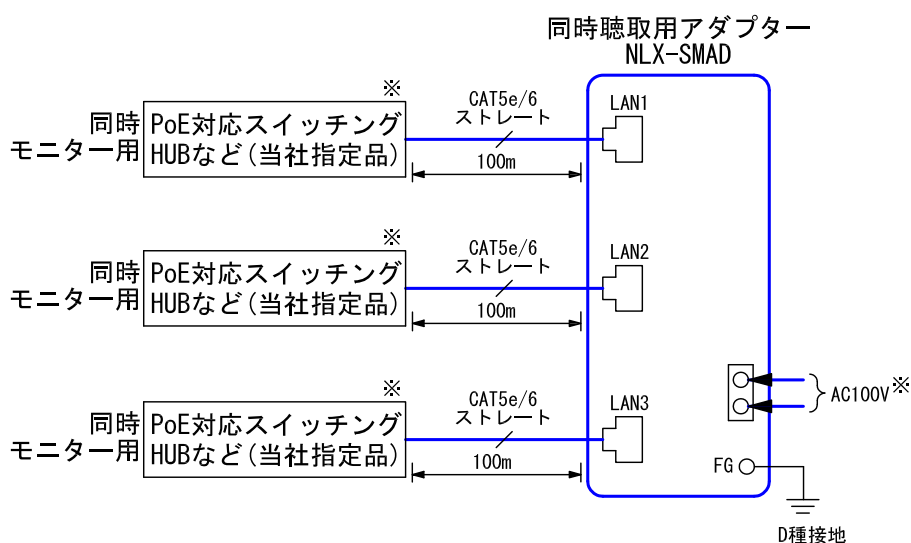 同時聴取用アダプター
NLX-SMAD
※
同時
モニター用
PoE対応スイッチング
HUBなど(当社指定品)
CAT5e/6
ストレート
100m
LAN1
※
同時
モニター用
PoE対応スイッチング
HUBなど(当社指定品)
CAT5e/6
ストレート
100m
LAN2
※
同時
モニター用
PoE対応スイッチング
HUBなど(当社指定品)
CAT5e/6
ストレート
100m
LAN3
AC100V※
FG
D種接地